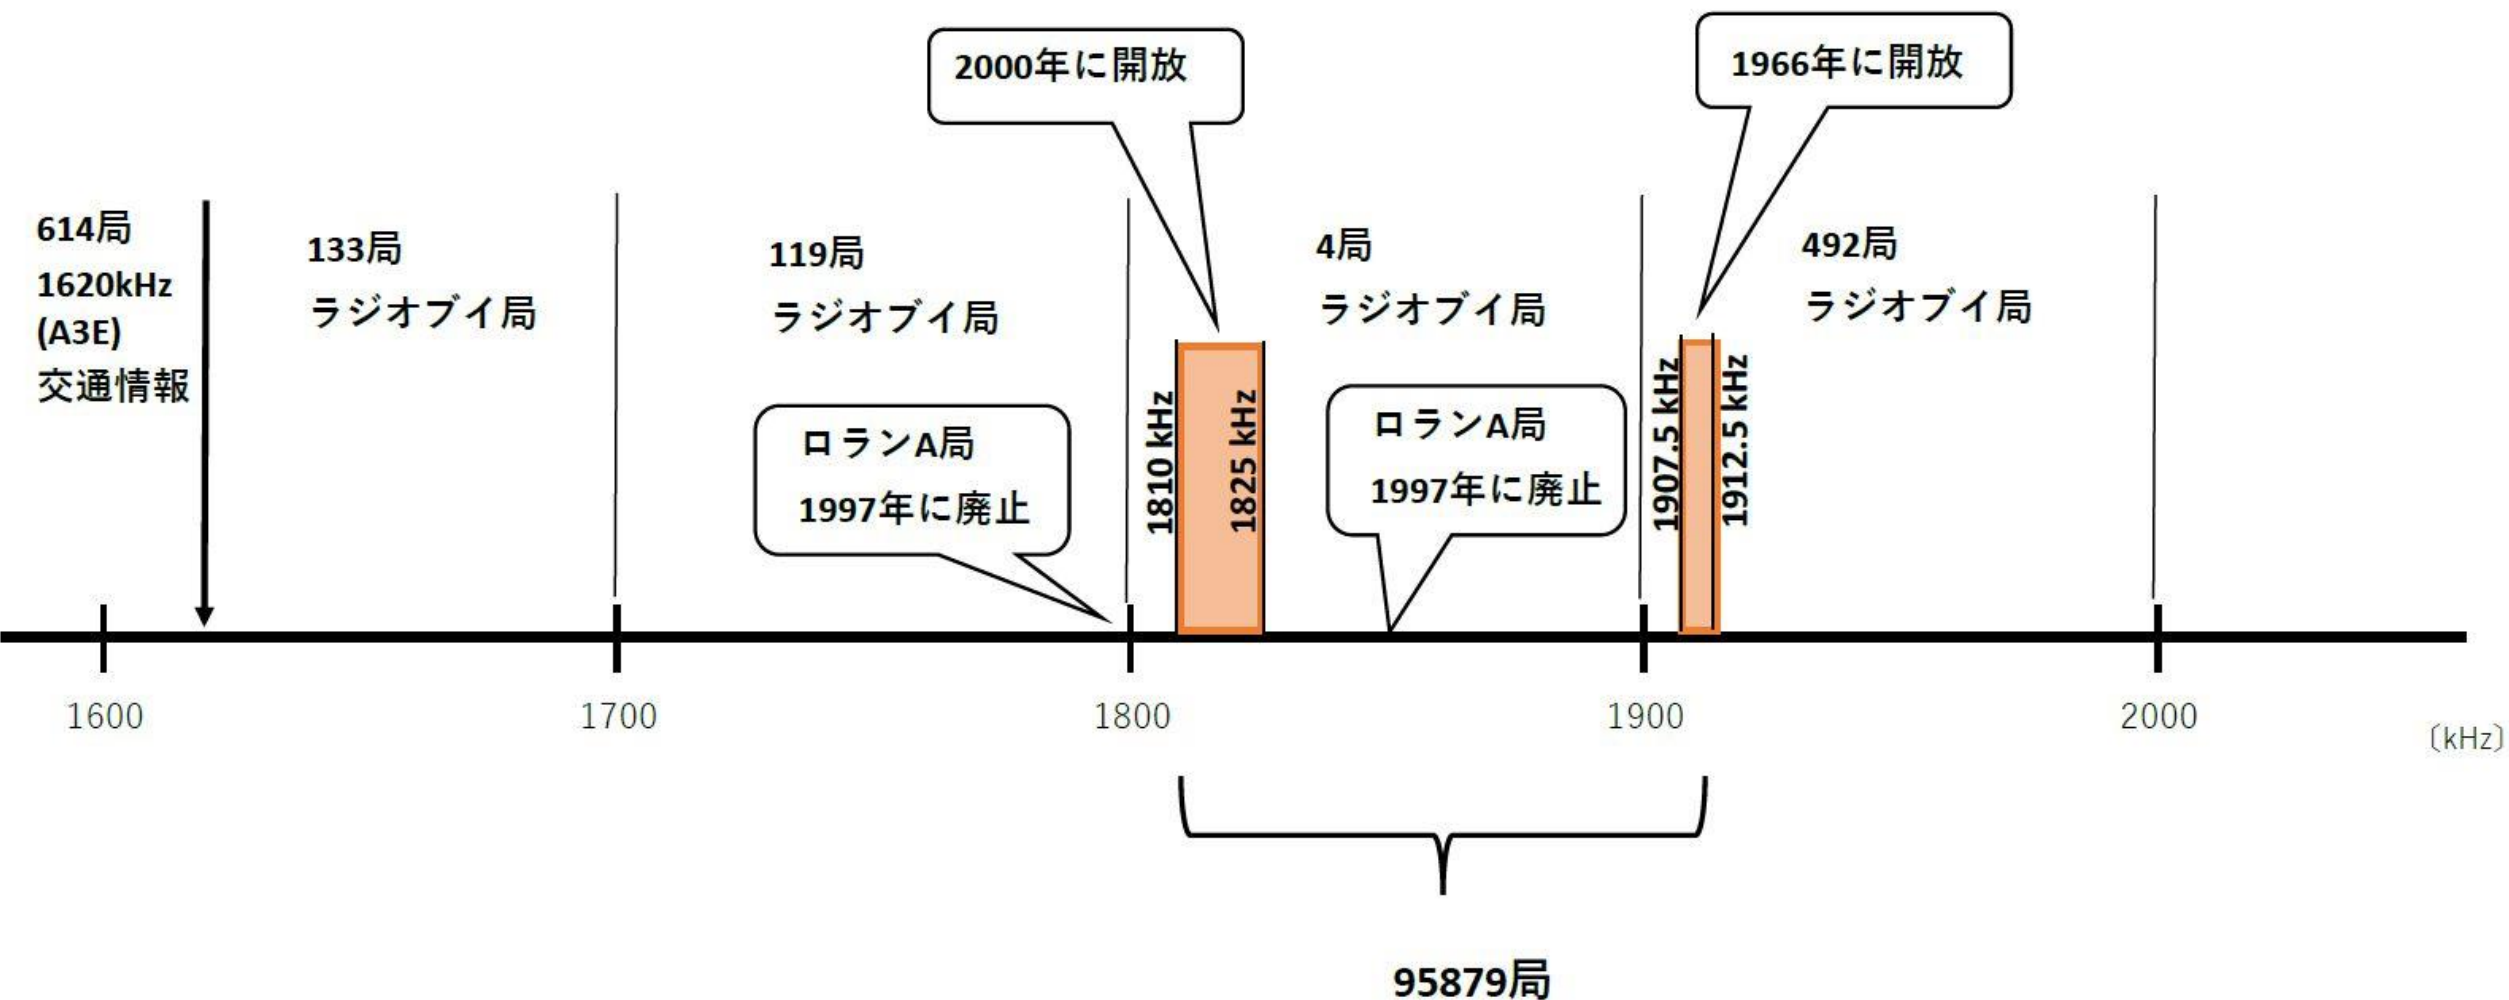 2000年に開放
1966年に開放
614局
1620kHz
(A3E)
交通情報
133局
ラジオブイ局
119局
ラジオブイ局
4局
ラジオブイ局
492局
ラジオブイ局
ロランA局
1997年に廃止
1810 kHz
1825 kHz
ロランA局
1997年に廃止
1907.5 kHz
1912.5 kHz
1600
1700
1800
1900
2000
〔kHz〕
95879局